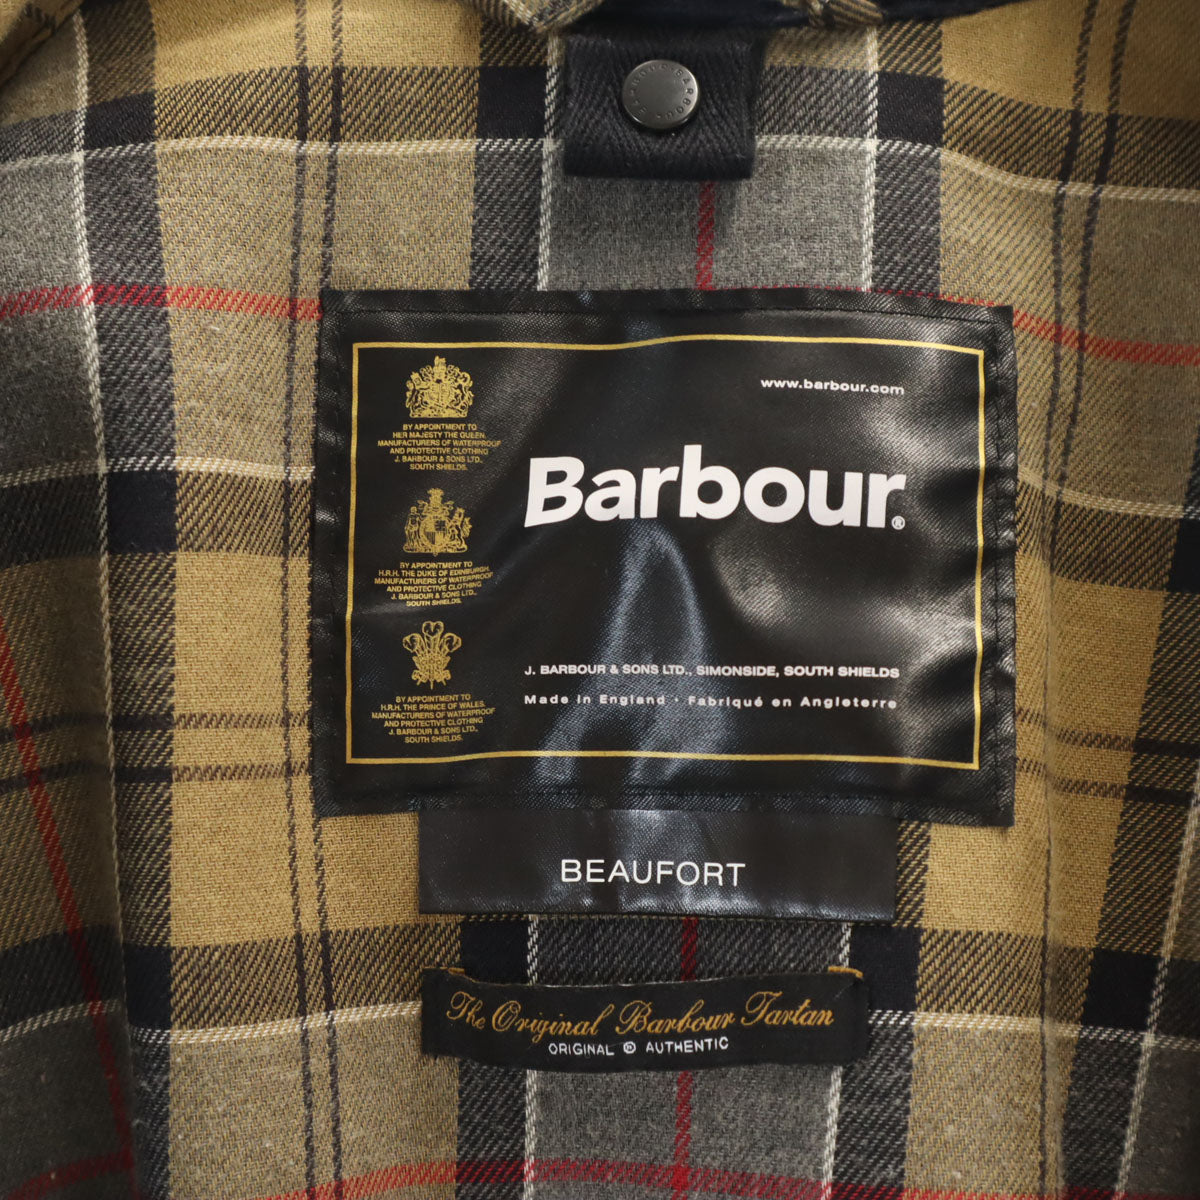 BARBOUR
www.barbour.com
BY APPOINTMENT TO
HER MAJESTY THE QUEEN.
MANUFACTURERS OF WATERPROOF
AND PROTECTIVE CLOTHING
J. BARBOUR & SONS LTD.,
SOUTH SHIELDS.
Barbour®
BY APPOINTMENT TO
H.R.H. THE DUKE OF EDINBURGH.
MANUFACTURERS OF WATERPROOF
AND PROTECTIVE CLOTHING
J. BARBOUR & SONS LTD.,
SOUTH SHIELDS.
BY APPOINTMENT TO
H.R.H. THE PRINCE OF WALES.
MANUFACTURERS OF WATERPROOF
AND PROTECTIVE CLOTHING
J. BARBOUR & SONS LTD.,
SOUTH SHIELDS.
J. BARBOUR & SONS LTD., SIMONSIDE, SOUTH SHIELDS
Made in England · Fabriqué en Angleterre
BEAUFORT
The Original Barbour Tartan
ORIGINAL ® AUTHENTIC